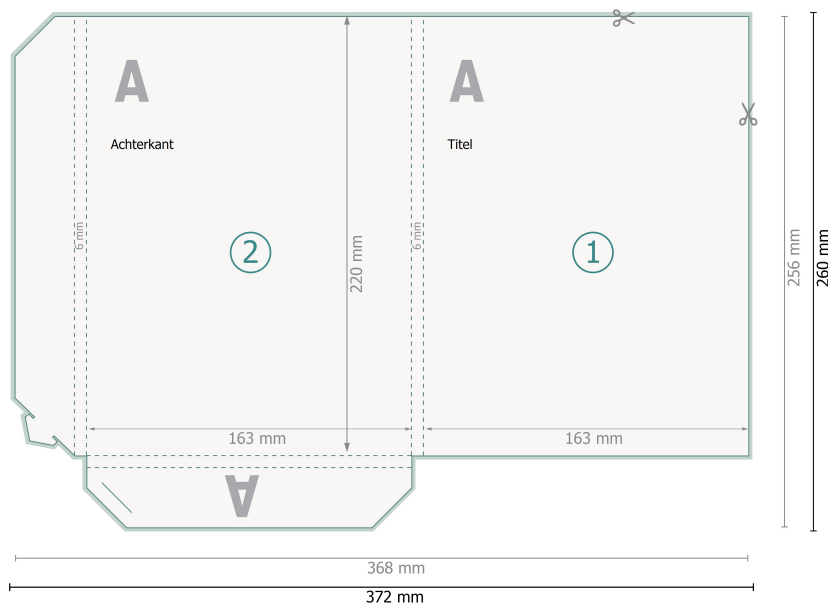 A
A
Achterkant
Titel
6 mm
6 mm
2
1
220 mm
256 mm
260 mm
163 mm
163 mm
A
368 mm
372 mm